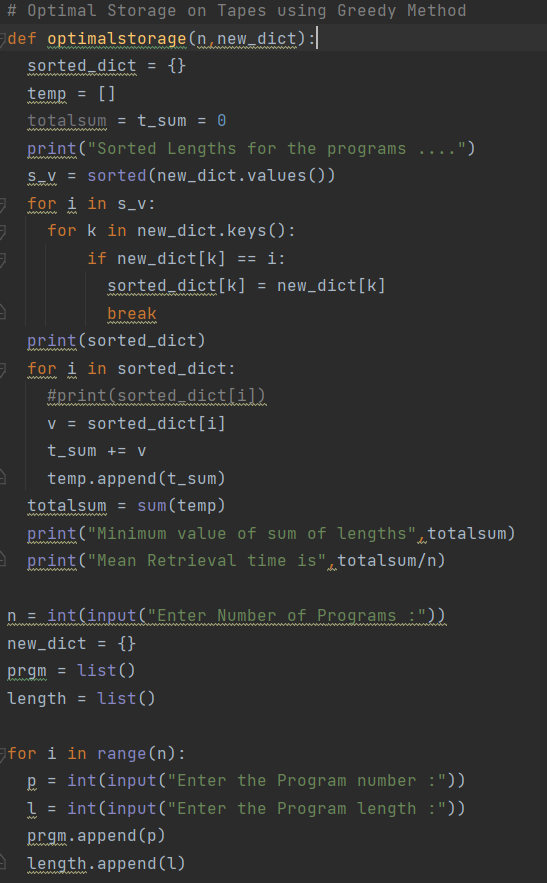 # Optimal Storage on Tapes using Greedy Method
def optimalstorage(n,new_dict):
  sorted_dict = {}
  temp = []
  totalsum = t_sum = 0
  print("Sorted Lengths for the programs ....")
  s_v = sorted(new_dict.values())
  for i in s_v:
    for k in new_dict.keys():
        if new_dict[k] == i:
          sorted_dict[k] = new_dict[k]
          break
  print(sorted_dict)
  for i in sorted_dict:
    #print(sorted_dict[i])
    v = sorted_dict[i]
    t_sum += v
    temp.append(t_sum)
  totalsum = sum(temp)
  print("Minimum value of sum of lengths",totalsum)
  print("Mean Retrieval time is",totalsum/n)

n = int(input("Enter Number of Programs :"))
new_dict = {}
prgm = list()
length = list()

for i in range(n):
  p = int(input("Enter the Program number :"))
  l = int(input("Enter the Program length :"))
  prgm.append(p)
  length.append(l)